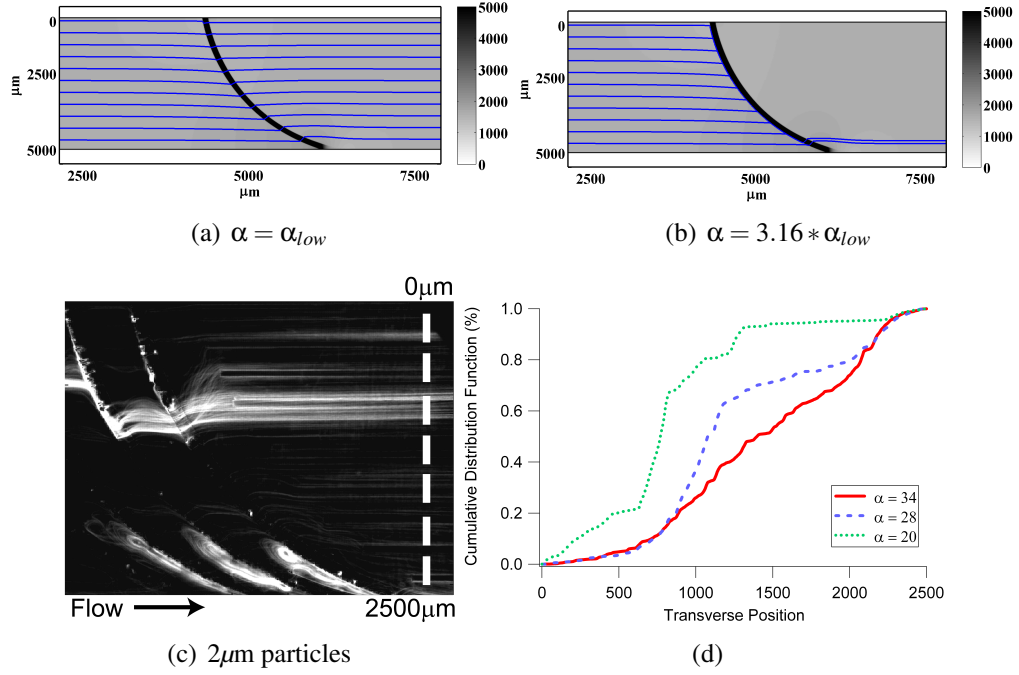 0
2500
5000
μm
2500
5000
7500
μm
5000
4000
3000
2000
1000
0
(a) α = α_low
0
2500
5000
μm
2500
5000
7500
μm
5000
4000
3000
2000
1000
0
(b) α = 3.16 * α_low
0μm
Flow
2500μm
(c) 2μm particles
Cumulative Distribution Function (%)
1.0
0.8
0.6
0.4
0.2
0.0
α = 34
α = 28
α = 20
0
500
1000
1500
2000
2500
Transverse Position
(d)